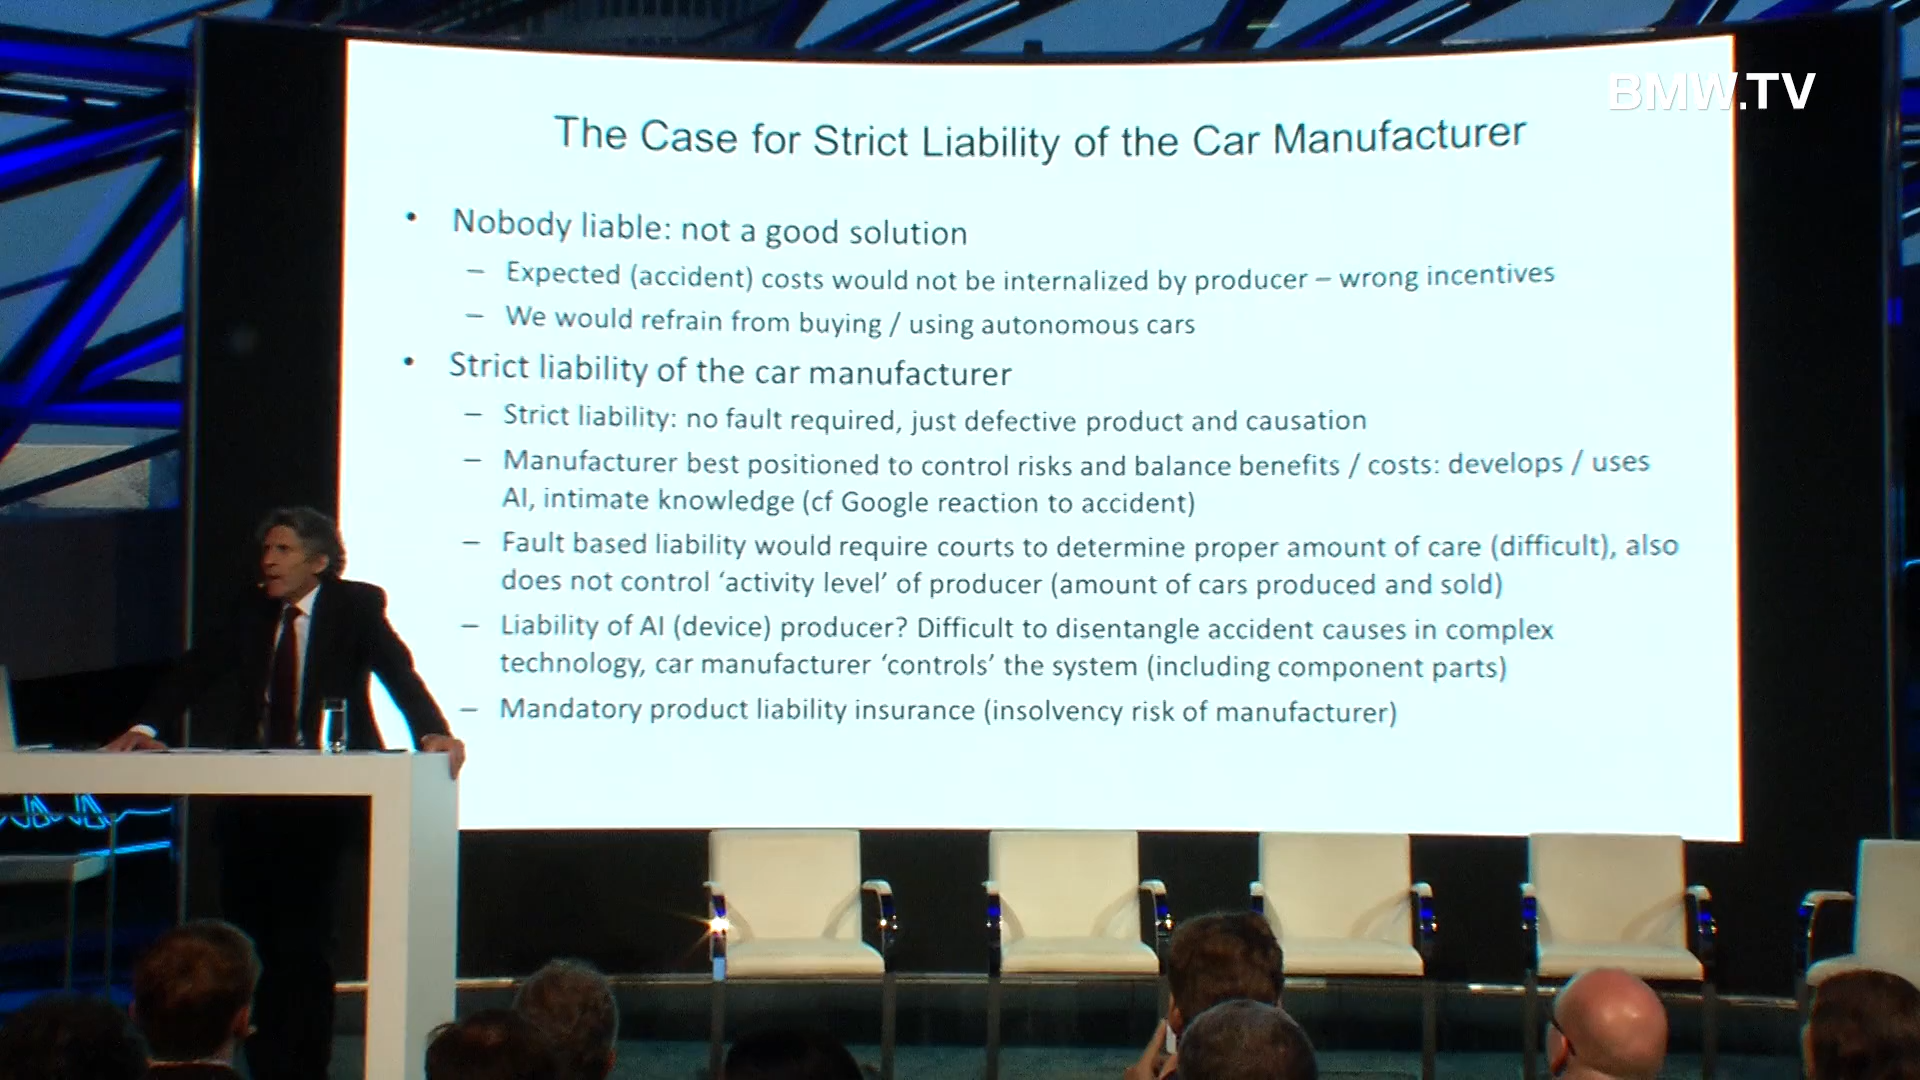 BMW.TV
The Case for Strict Liability of the Car Manufacturer
• Nobody liable: not a good solution
– Expected (accident) costs would not be internalized by producer – wrong incentives
– We would refrain from buying / using autonomous cars
• Strict liability of the car manufacturer
– Strict liability: no fault required, just defective product and causation
– Manufacturer best positioned to control risks and balance benefits / costs: develops / uses
AI, intimate knowledge (cf Google reaction to accident)
– Fault based liability would require courts to determine proper amount of care (difficult), also
does not control ‘activity level’ of producer (amount of cars produced and sold)
– Liability of AI (device) producer? Difficult to disentangle accident causes in complex
technology, car manufacturer ‘controls’ the system (including component parts)
– Mandatory product liability insurance (insolvency risk of manufacturer)